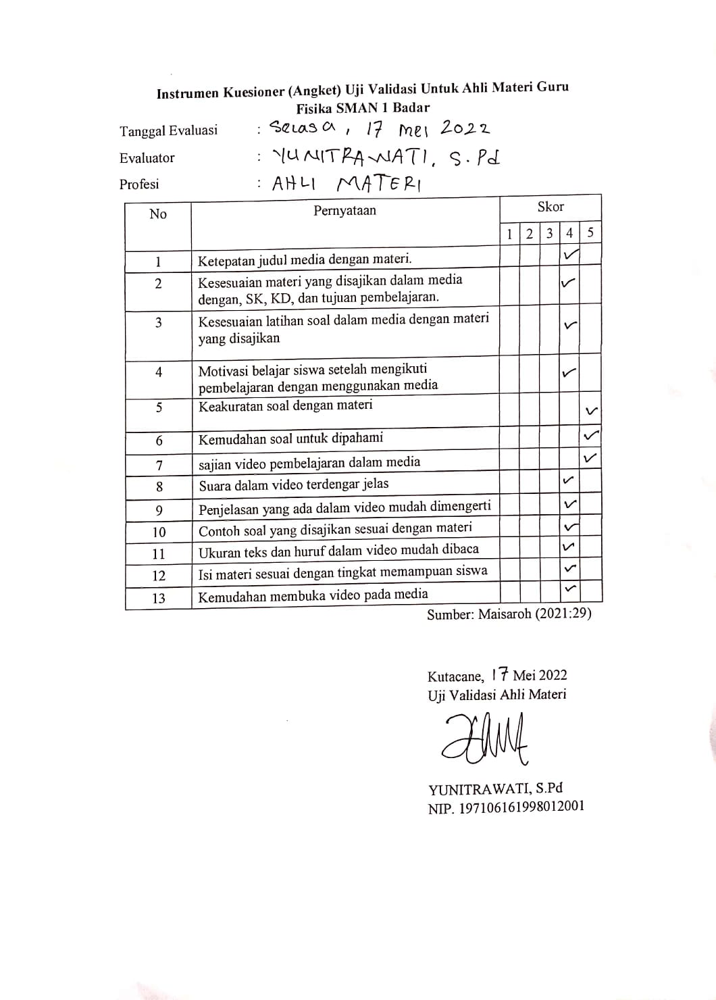 Instrumen Kuesioner (Angket) Uji Validasi Untuk Ahli Materi Guru
Fisika SMAN 1 Badar
Tanggal Evaluasi : Selasa, 17 Mei 2022
Evaluator : YUNITRAWATI, S.Pd
Profesi : AHLI MATERI
No Pernyataan Skor
1 2 3 4 5
1 Ketepatan judul media dengan materi. ✓
2 Kesesuaian materi yang disajikan dalam media ✓
dengan, SK, KD, dan tujuan pembelajaran.
3 Kesesuaian latihan soal dalam media dengan materi ✓
yang disajikan
4 Motivasi belajar siswa setelah mengikuti ✓
pembelajaran dengan menggunakan media
5 Keakuratan soal dengan materi ✓
6 Kemudahan soal untuk dipahami ✓
7 sajian video pembelajaran dalam media ✓
8 Suara dalam video terdengar jelas ✓
9 Penjelasan yang ada dalam video mudah dimengerti ✓
10 Contoh soal yang disajikan sesuai dengan materi ✓
11 Ukuran teks dan huruf dalam video mudah dibaca ✓
12 Isi materi sesuai dengan tingkat memampuan siswa ✓
13 Kemudahan membuka video pada media ✓
Sumber: Maisaroh (2021:29)
Kutacane, 17 Mei 2022
Uji Validasi Ahli Materi
YUNITRAWATI, S.Pd
NIP. 197106161998012001